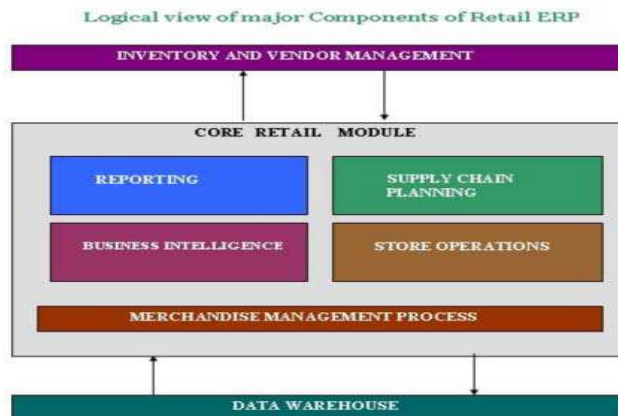 Logical view of major Components of Retail ERP
INVENTORY AND VENDOR MANAGEMENT
CORE RETAIL MODULE
REPORTING
SUPPLY CHAIN
PLANNING
BUSINESS INTELLIGENCE
STORE OPERATIONS
MERCHANDISE MANAGEMENT PROCESS
DATA WAREHOUSE